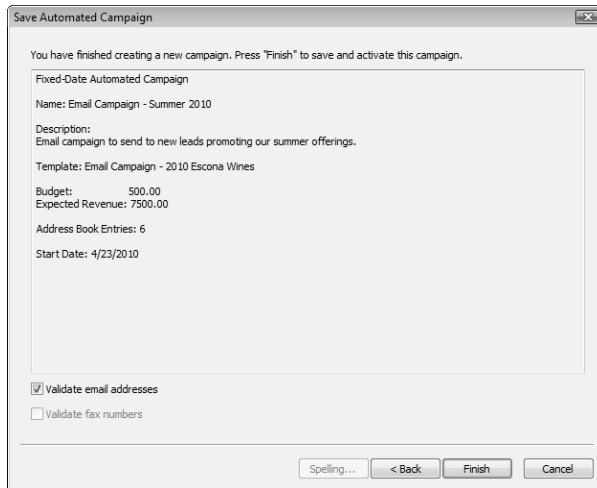 Save Automated Campaign
You have finished creating a new campaign. Press "Finish" to save and activate this campaign.
Fixed-Date Automated Campaign
Name: Email Campaign - Summer 2010
Description:
Email campaign to send to new leads promoting our summer offerings.
Template: Email Campaign - 2010 Escona Wines
Budget: 500.00
Expected Revenue: 7500.00
Address Book Entries: 6
Start Date: 4/23/2010
Validate email addresses
Validate fax numbers
Spelling... < Back Finish Cancel